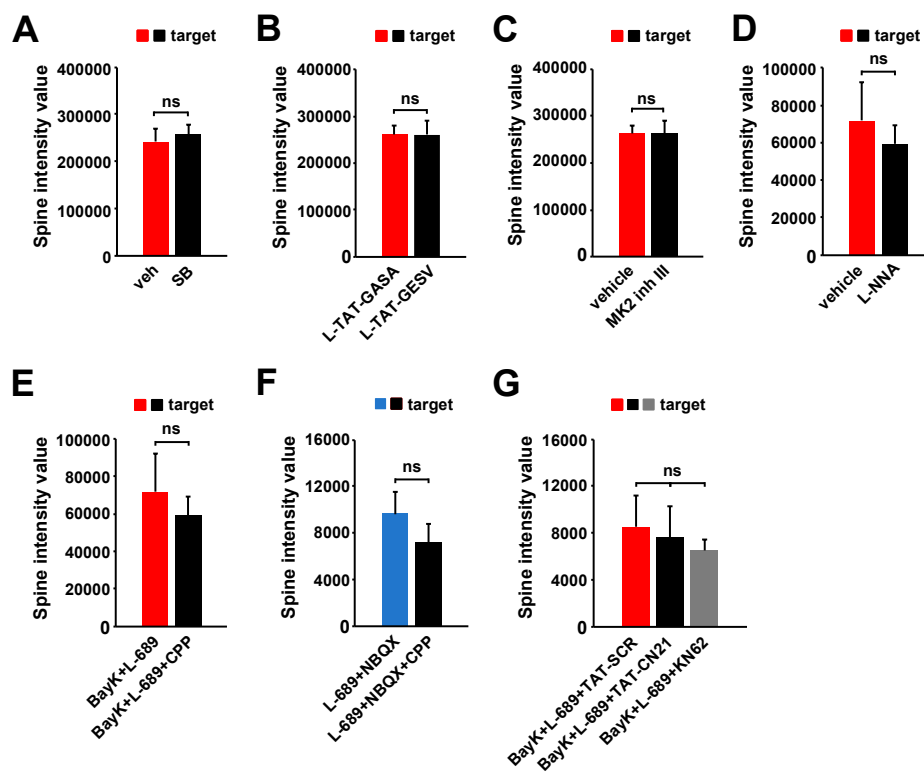 A
target
Spine intensity value
400000
300000
200000
100000
0
ns
veh
SB
B
target
Spine intensity value
400000
300000
200000
100000
0
ns
L-TAT-GASA
L-TAT-GESV
C
target
Spine intensity value
400000
300000
200000
100000
0
ns
vehicle
MK2 inh III
D
target
Spine intensity value
100000
80000
60000
40000
20000
0
ns
vehicle
L-NNA
E
target
Spine intensity value
100000
80000
60000
40000
20000
0
ns
BayK+L-689
BayK+L-689+CPP
F
target
Spine intensity value
16000
12000
8000
4000
0
ns
L-689+NBQX
L-689+NBQX+CPP
G
target
Spine intensity value
16000
12000
8000
4000
0
ns
BayK+L-689+TAT-SCR
BayK+L-689+TAT-CN21
BayK+L-689+KN62